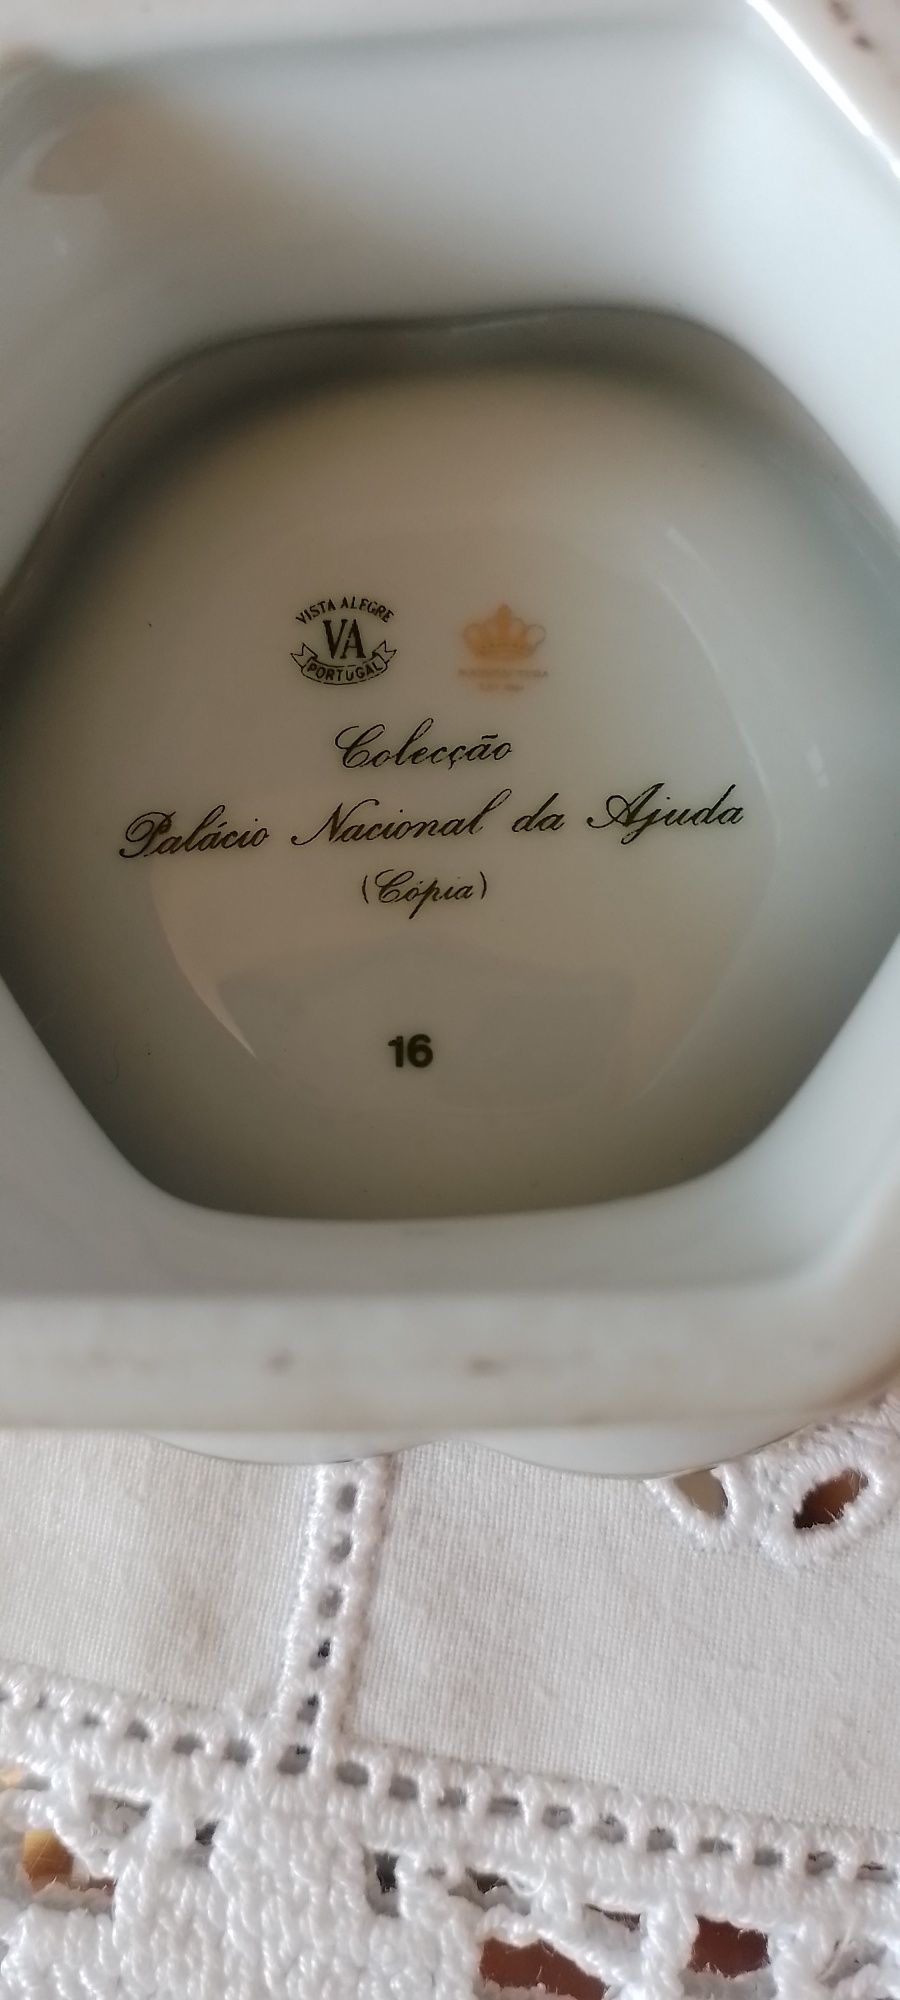 VISTA ALEGRE
VA
PORTUGAL
Colecção
Palácio Nacional da Ajuda
(Cópia)
16